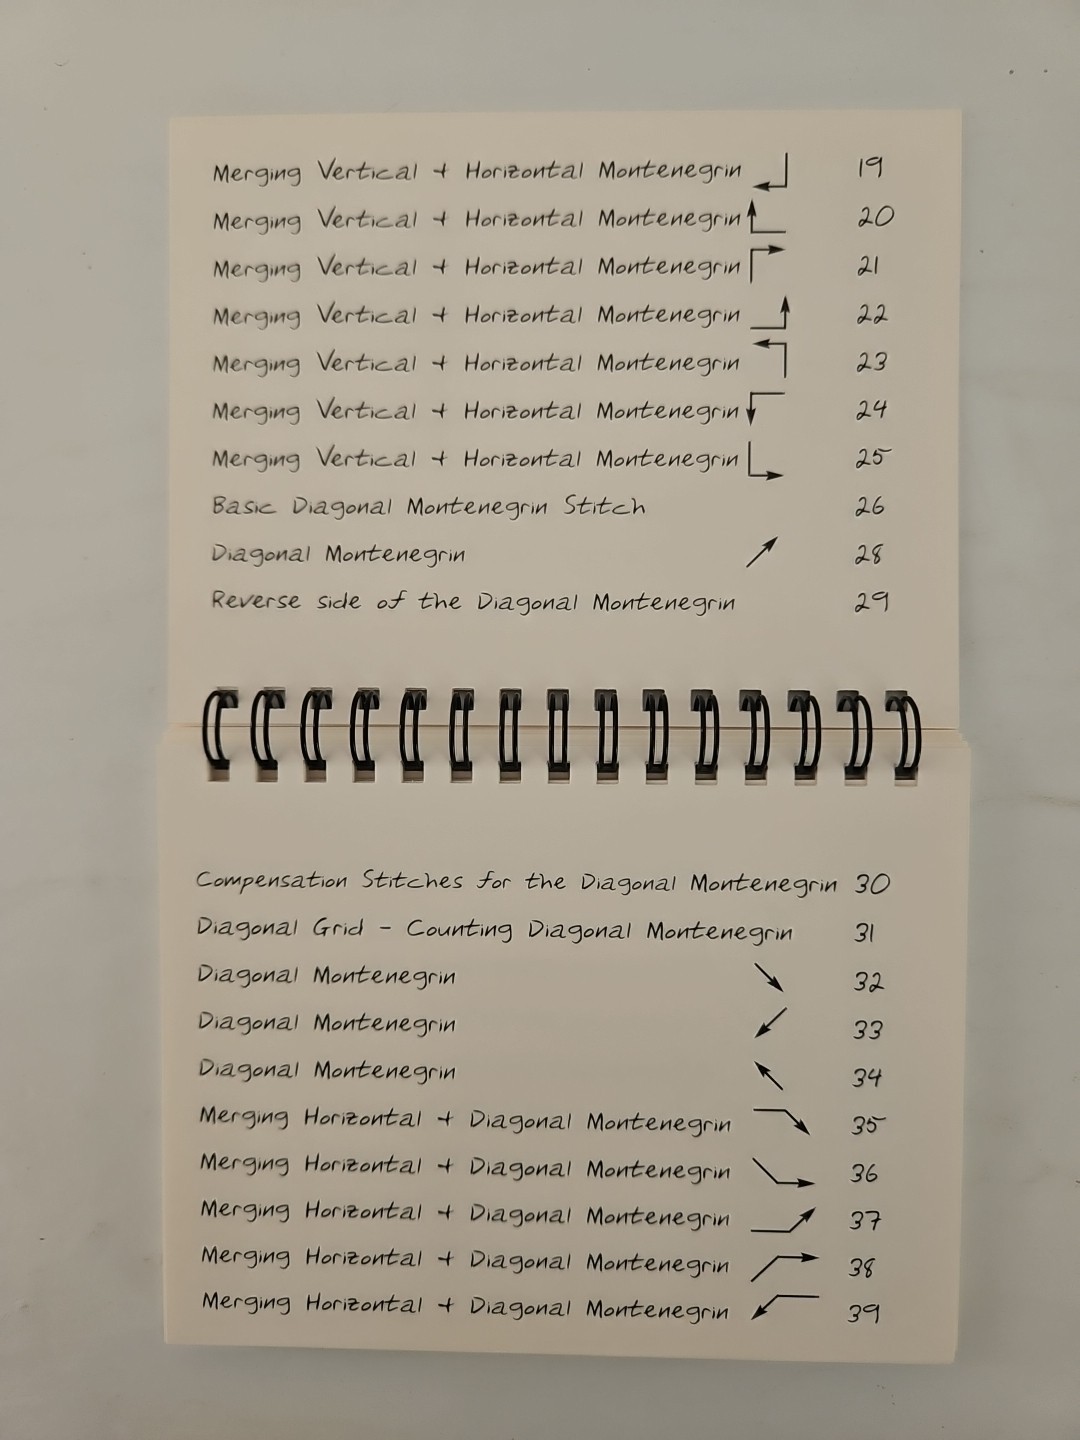 Merging Vertical + Horizontal Montenegrin 19
Merging Vertical + Horizontal Montenegrin 20
Merging Vertical + Horizontal Montenegrin 21
Merging Vertical + Horizontal Montenegrin 22
Merging Vertical + Horizontal Montenegrin 23
Merging Vertical + Horizontal Montenegrin 24
Merging Vertical + Horizontal Montenegrin 25
Basic Diagonal Montenegrin Stitch 26
Diagonal Montenegrin 28
Reverse side of the Diagonal Montenegrin 29
Compensation Stitches for the Diagonal Montenegrin 30
Diagonal Grid - Counting Diagonal Montenegrin 31
Diagonal Montenegrin 32
Diagonal Montenegrin 33
Diagonal Montenegrin 34
Merging Horizontal + Diagonal Montenegrin 35
Merging Horizontal + Diagonal Montenegrin 36
Merging Horizontal + Diagonal Montenegrin 37
Merging Horizontal + Diagonal Montenegrin 38
Merging Horizontal + Diagonal Montenegrin 39